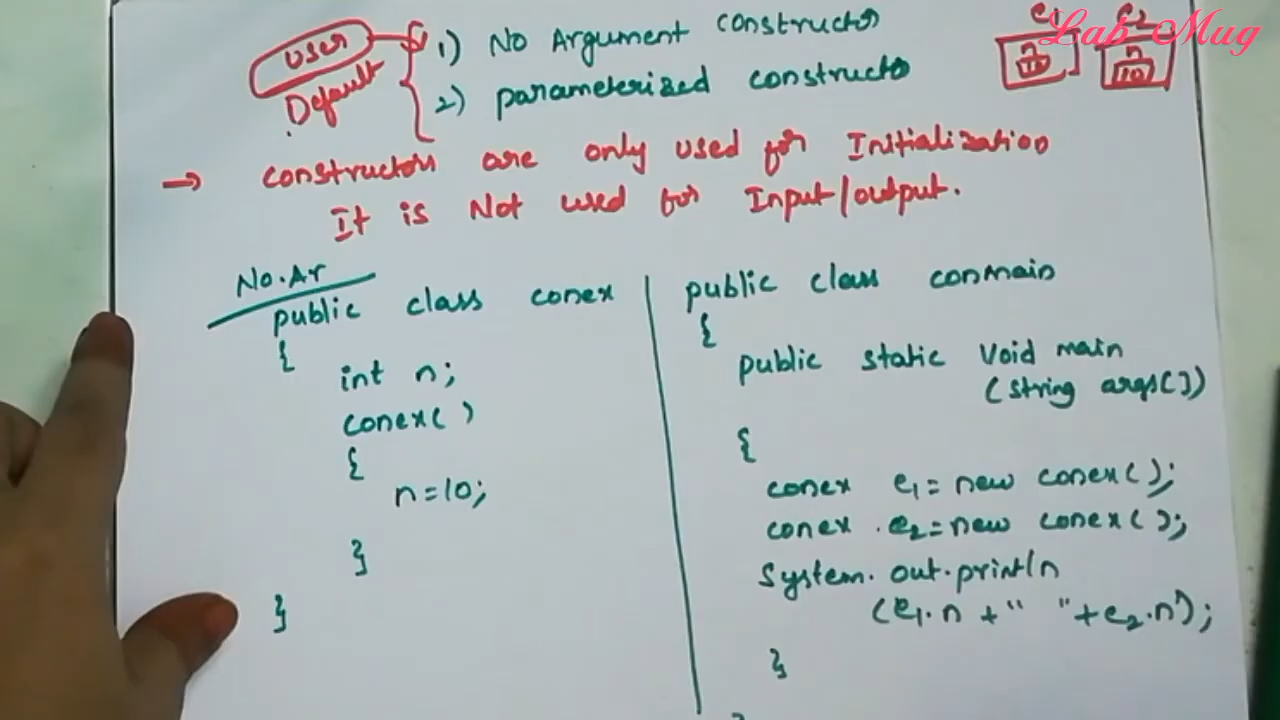 User
Default
1) No Argument constructor
2) parameterized constructo
e1 e2
n n
10 10
Lab Mug
→ constructors are only used for Initialization
It is Not used for Input/output.
No.Ar
public class conex
{
int n;
conex( )
{
n=10;
}
}
public class conmain
{
public static void main
(string args[])
{
conex e1= new conex( );
conex e2=new conex( );
System.out.println
(e1.n +" "+e2.n);
}